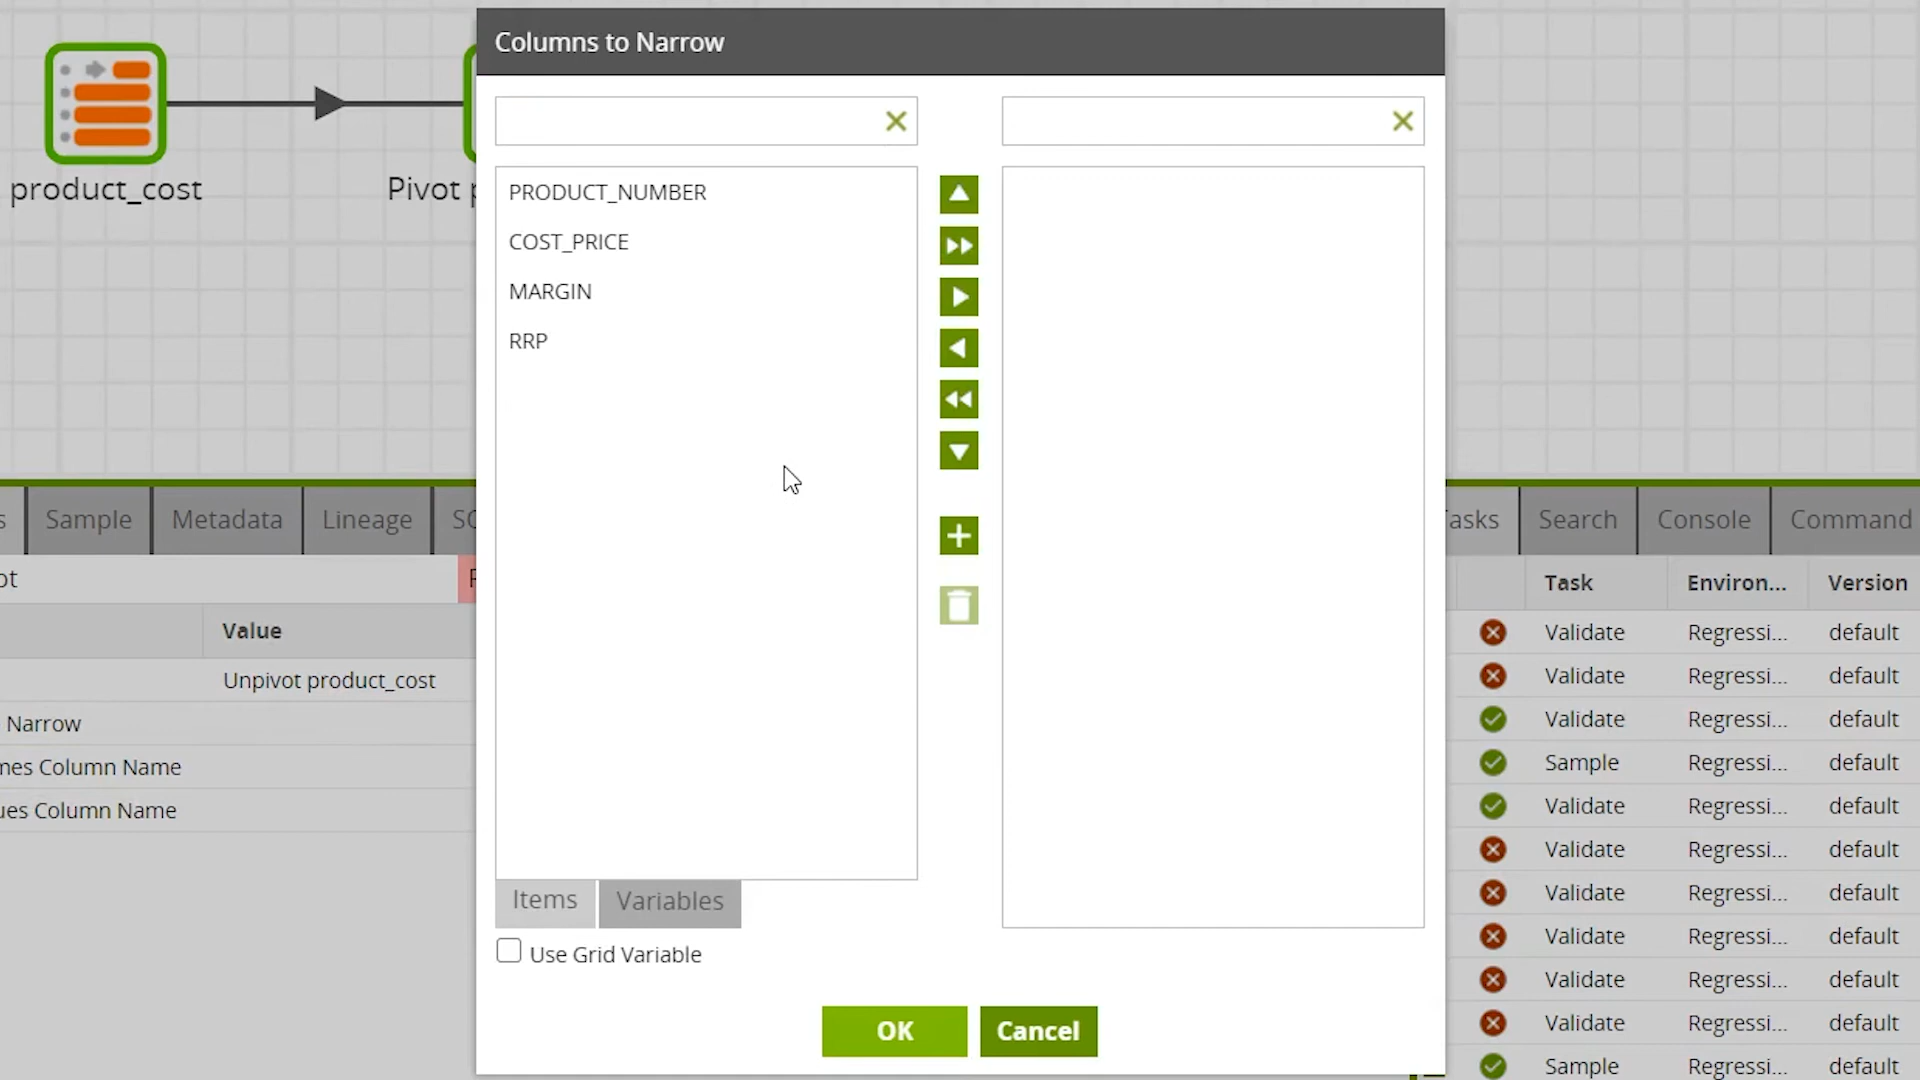 Columns to Narrow
product_cost
Pivot
PRODUCT_NUMBER
COST_PRICE
MARGIN
RRP
Items
Variables
Use Grid Variable
OK
Cancel
Sample
Metadata
Lineage
Value
Unpivot product_cost
Narrow
mes Column Name
ues Column Name
asks
Search
Console
Command
Task Environ... Version
Validate Regressi... default
Validate Regressi... default
Validate Regressi... default
Sample Regressi... default
Validate Regressi... default
Validate Regressi... default
Validate Regressi... default
Validate Regressi... default
Validate Regressi... default
Validate Regressi... default
Sample Regressi... default